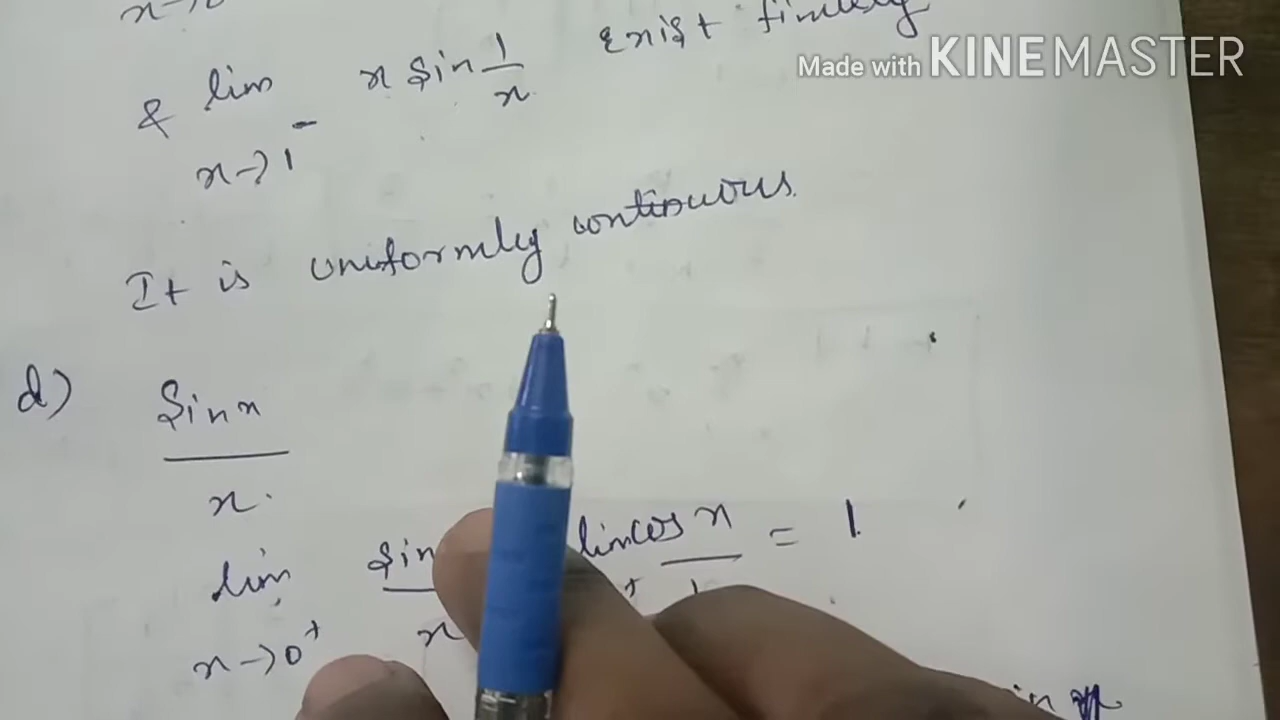 Made with KINEMASTER
x→0
& lim x Sin 1/x exist finitely
x→1⁻
It is uniformly continuous.
d) Sin x
x.
lim Sin lim cos x = 1.
x→0⁺ x